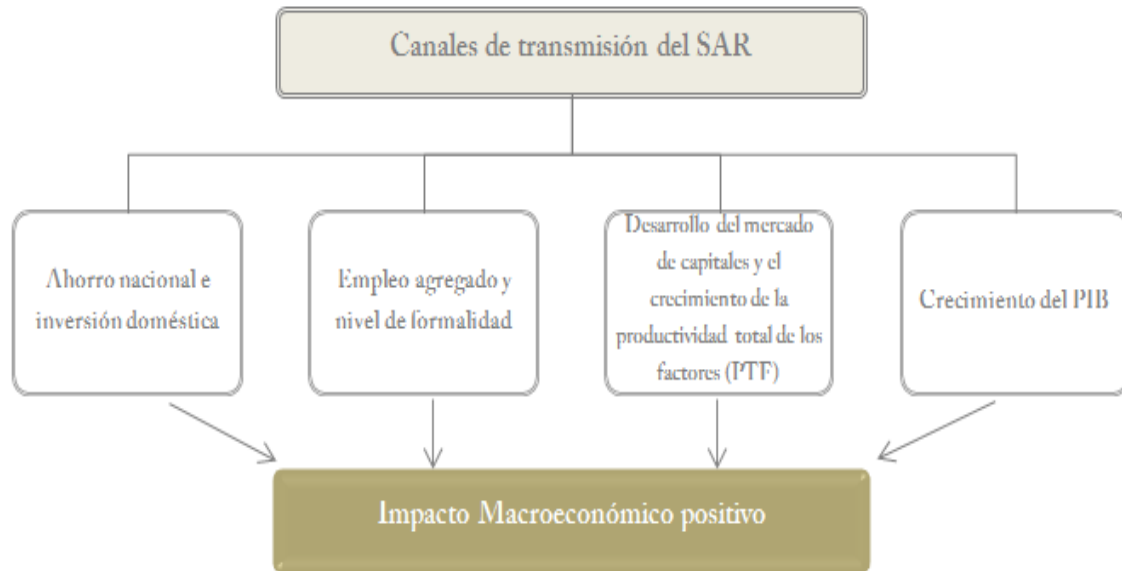 Canales de transmisión del SAR
Ahorro nacional e
inversión doméstica
Empleo agregado y
nivel de formalidad
Desarrollo del mercado
de capitales y el
crecimiento de la
productividad total de los
factores (PTF)
Crecimiento del PIB
Impacto Macroeconómico positivo